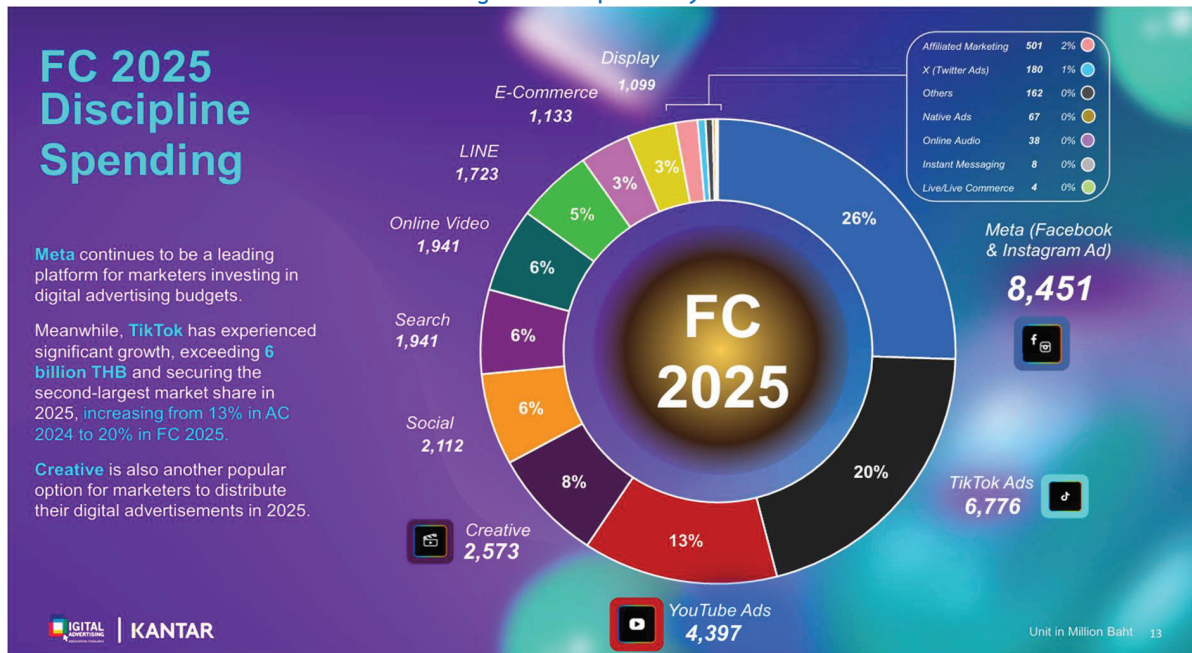 FC 2025
Discipline
Spending
Meta continues to be a leading
platform for marketers investing in
digital advertising budgets.
Meanwhile, TikTok has experienced
significant growth, exceeding 6
billion THB and securing the
second-largest market share in
2025, increasing from 13% in AC
2024 to 20% in FC 2025.
Creative is also another popular
option for marketers to distribute
their digital advertisements in 2025.
Display
1,099
E-Commerce
1,133
LINE
1,723
Online Video
1,941
Search
1,941
Social
2,112
Creative
2,573
YouTube Ads
4,397
TikTok Ads
6,776
Meta (Facebook
& Instagram Ad)
8,451
26%
20%
13%
8%
6%
6%
6%
5%
3%
3%
FC
2025
Affiliated Marketing 501 2%
X (Twitter Ads) 180 1%
Others 162 0%
Native Ads 67 0%
Online Audio 38 0%
Instant Messaging 8 0%
Live/Live Commerce 4 0%
DIGITAL
ADVERTISING
KANTAR
Unit in Million Baht 13